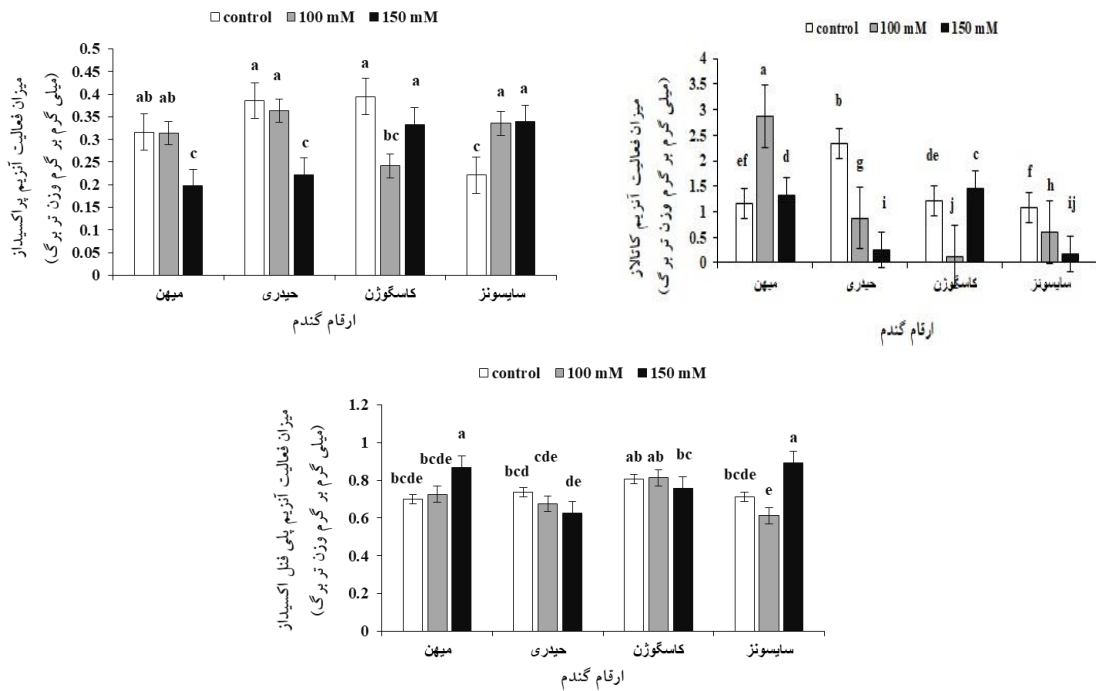 control 100 mM 150 mM
میزان فعالیت آنزیم پراکسیداز
(میلی گرم بر گرم وزن تر برگ)
0.5
0.45
0.4
0.35
0.3
0.25
0.2
0.15
0.1
0.05
0
ab ab c
a a c
a bc a
c a a
میهن حیدری کاسگوژن سایسونز
ارقام گندم
control 100 mM 150 mM
میزان فعالیت آنزیم کاتالاز
(میلی گرم بر گرم وزن تر برگ)
4
3.5
3
2.5
2
1.5
1
0.5
0
ef a d
b g i
de j c
f h ij
میهن حیدری کاسگوژن سایسونز
ارقام گندم
control 100 mM 150 mM
میزان فعالیت آنزیم پلی فنل اکسیداز
(میلی گرم بر گرم وزن تر برگ)
1.2
1
0.8
0.6
0.4
0.2
0
bcde bcde a
bcd cde de
ab ab bc
bcde e a
میهن حیدری کاسگوژن سایسونز
ارقام گندم